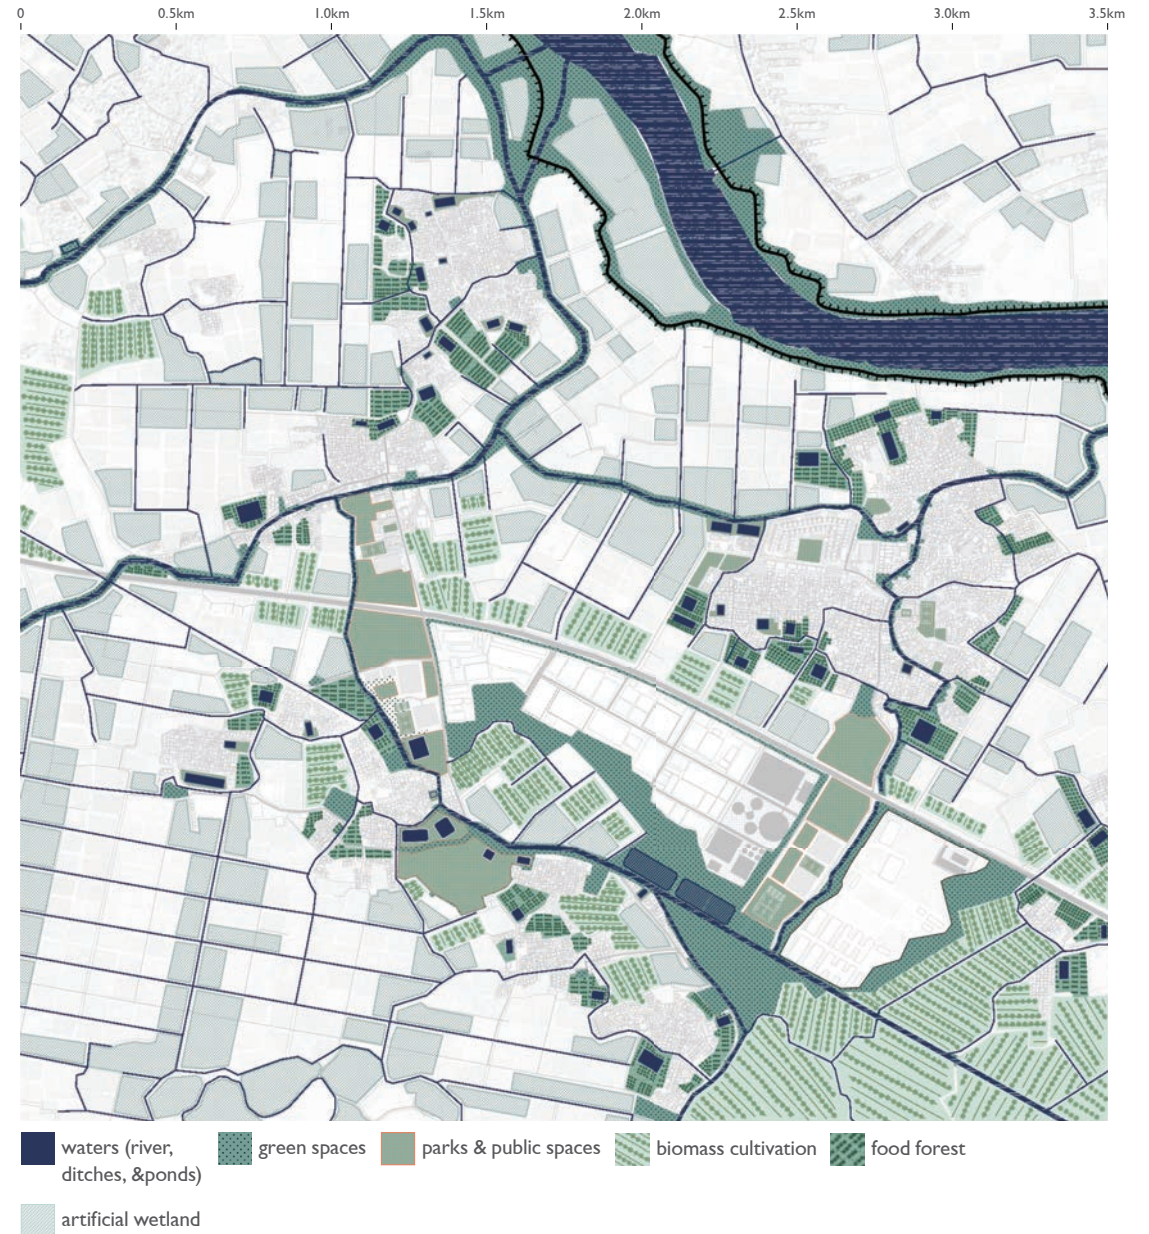 0 0.5km 1.0km 1.5km 2.0km 2.5km 3.0km 3.5km
waters (river,
ditches, &ponds)
green spaces
parks & public spaces
biomass cultivation
food forest
artificial wetland